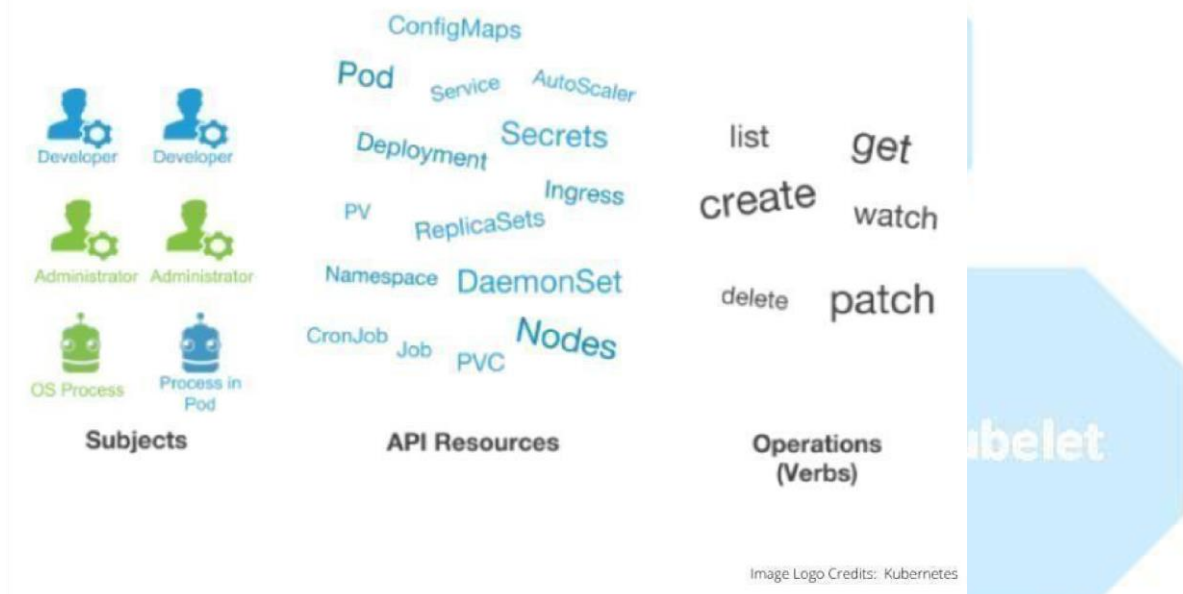 ConfigMaps
Pod Service AutoScaler
Deployment Secrets
Ingress
PV ReplicaSets
Namespace DaemonSet
CronJob Job PVC Nodes
API Resources
Developer Developer
Administrator Administrator
OS Process Process in
Pod
Subjects
list get
create watch
delete patch
Operations
(Verbs)
ubelet
Image Logo Credits: Kubernetes